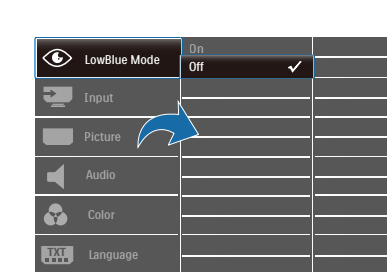 LowBlue Mode
On
Off
Input
Picture
Audio
Color
TXT
Language